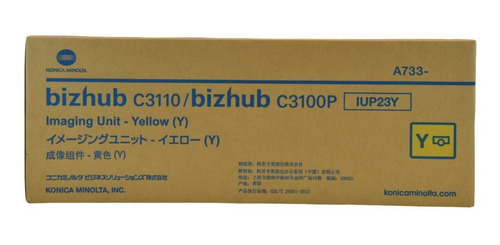 KONICA MINOLTA
A733-
bizhub C3110/bizhub C3100P IUP23Y
Imaging Unit - Yellow (Y)
イメージングユニット - イエロー (Y)
成像组件 - 黄色 (Y)
Y
コニカミノルタ ビジネスソリューションズ株式会社
KONICA MINOLTA, INC.
konicaminolta.com